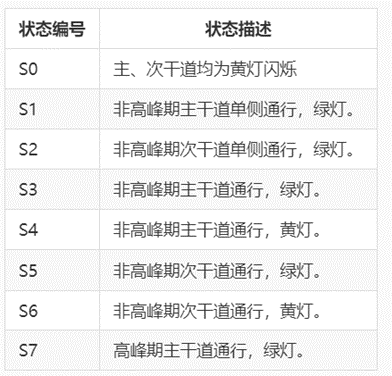 状态编号 状态描述
S0 主、次干道均为黄灯闪烁
S1 非高峰期主干道单侧通行，绿灯。
S2 非高峰期次干道单侧通行，绿灯。
S3 非高峰期主干道通行，绿灯。
S4 非高峰期主干道通行，黄灯。
S5 非高峰期次干道通行，绿灯。
S6 非高峰期次干道通行，黄灯。
S7 高峰期主干道通行，绿灯。